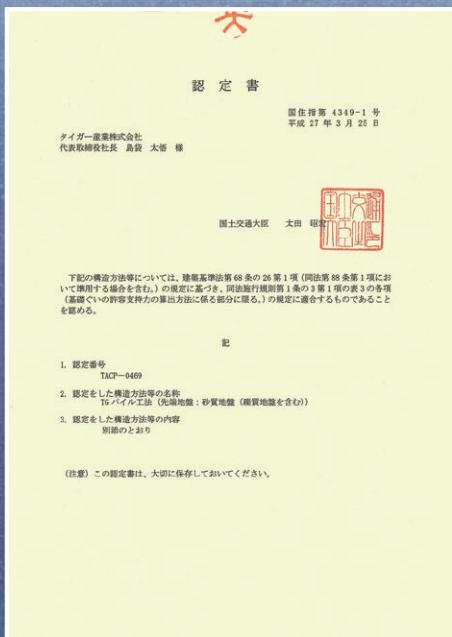 認定書
国住指第 4349-1 号
平成 27 年 3 月 25 日
タイガー産業株式会社
代表取締役社長 島袋 太悟 様
国土交通大臣 太田 昭宏
下記の構造方法等については、建築基準法第 68 条の 26 第 1 項 (同法第 88 条第 1 項にお
いて準用する場合を含む。) の規定に基づき、同法施行規則第 1 条の 3 第 1 項の表 3 の各項
(基礎ぐいの許容支持力の算出方法に係る部分に限る。) の規定に適合するものであること
を認める。
記
1. 認定番号
TACP-0469
2. 認定をした構造方法等の名称
TG パイル工法 (先端地盤 : 砂質地盤 (礫質地盤を含む))
3. 認定をした構造方法等の内容
別添のとおり
(注意) この認定書は、大切に保存しておいてください。